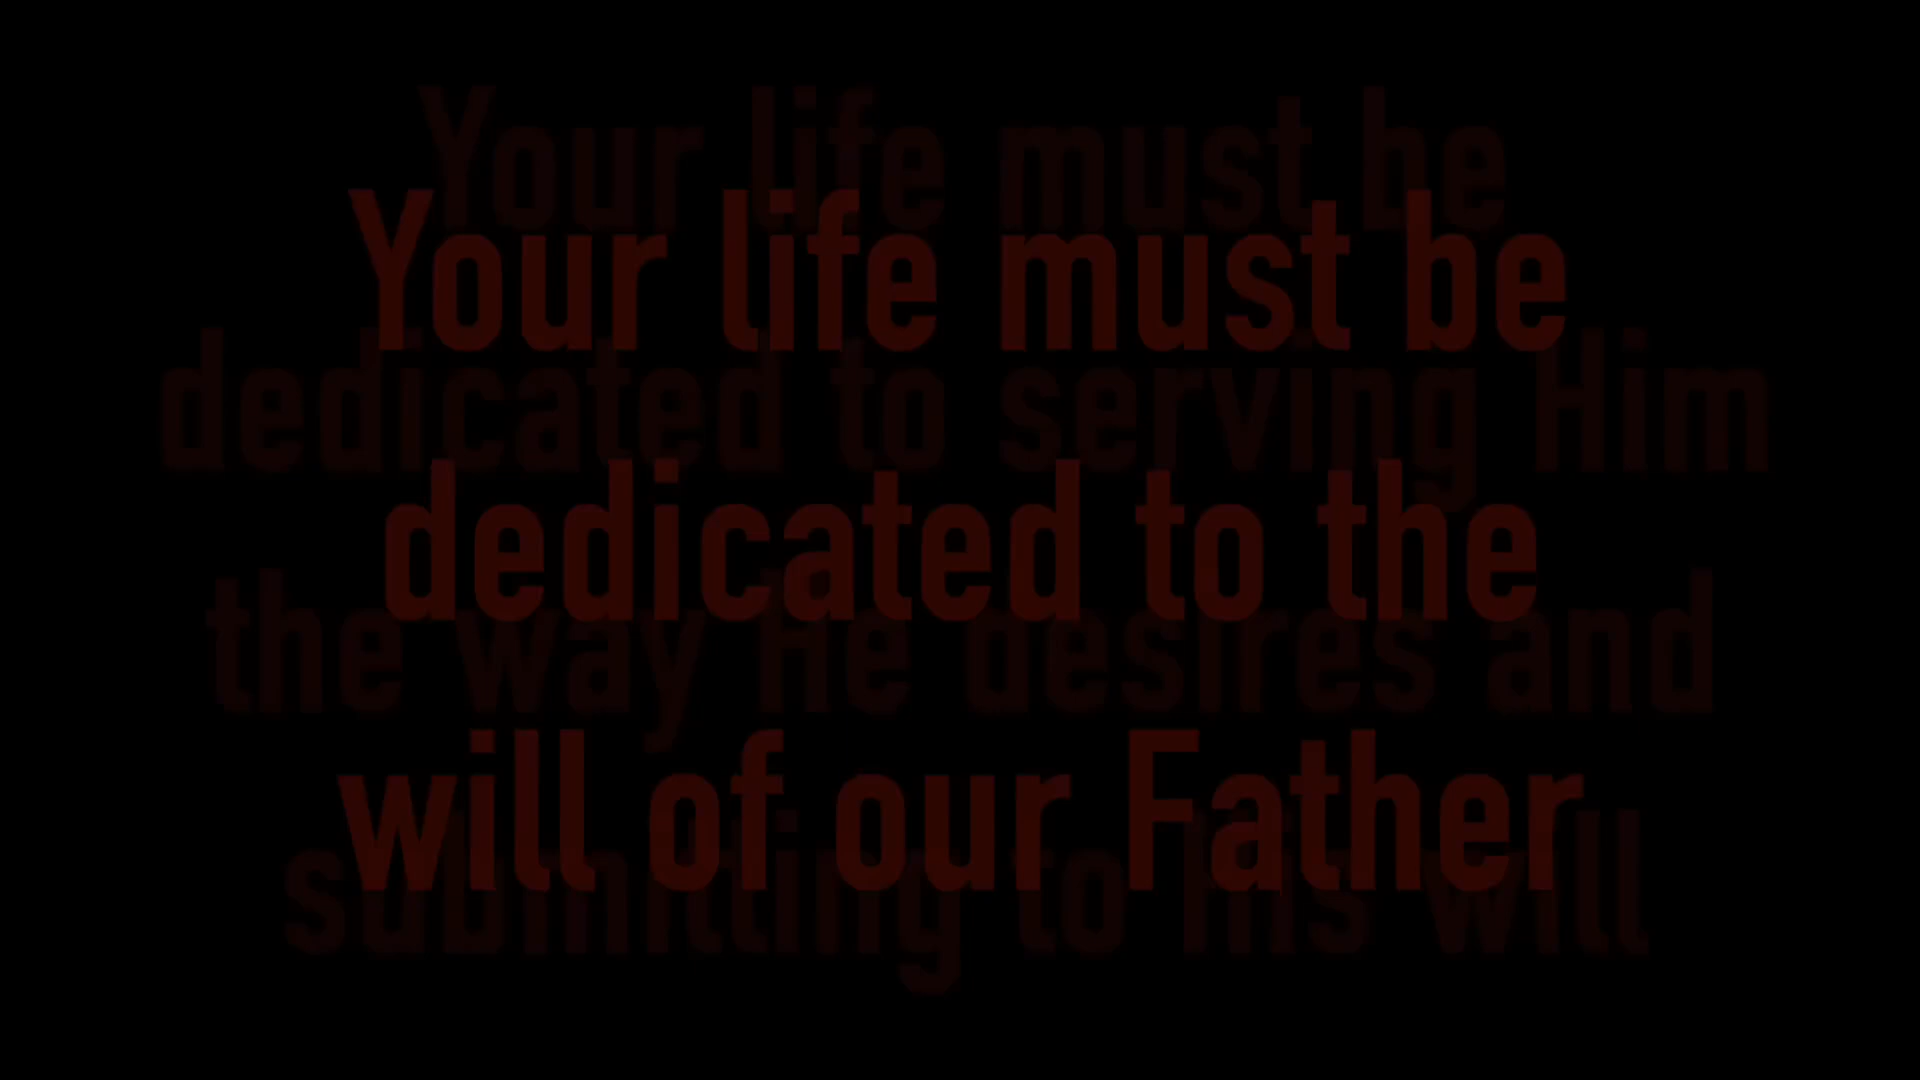 Your life must be
dedicated to serving Him
the way He desires and
submitting to His will
Your life must be
dedicated to the
will of our Father